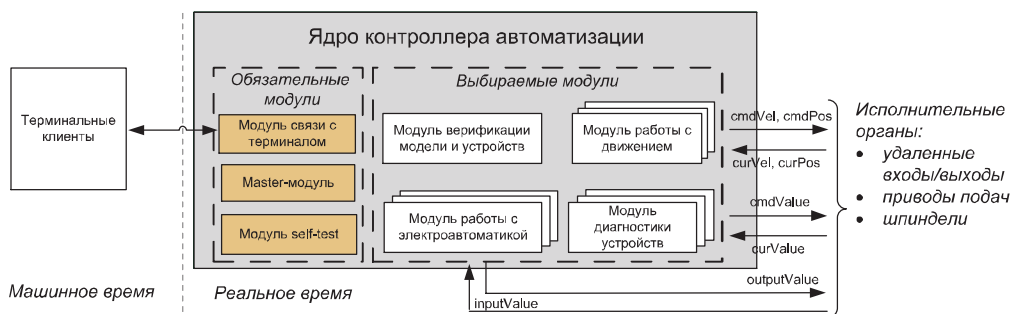 Ядро контроллера автоматизации
Обязательные
модули
Выбираемые модули
Терминальные
клиенты
Модуль связи с
терминалом
Master-модуль
Модуль self-test
Модуль верификации
модели и устройств
Модуль работы с
движением
Модуль работы с
электроавтоматикой
Модуль
диагностики
устройств
cmdVel, cmdPos
curVel, curPos
cmdValue
curValue
outputValue
inputValue
Исполнительные
органы:
• удаленные
входы/выходы
• приводы подач
• шпиндели
Машинное время
Реальное время